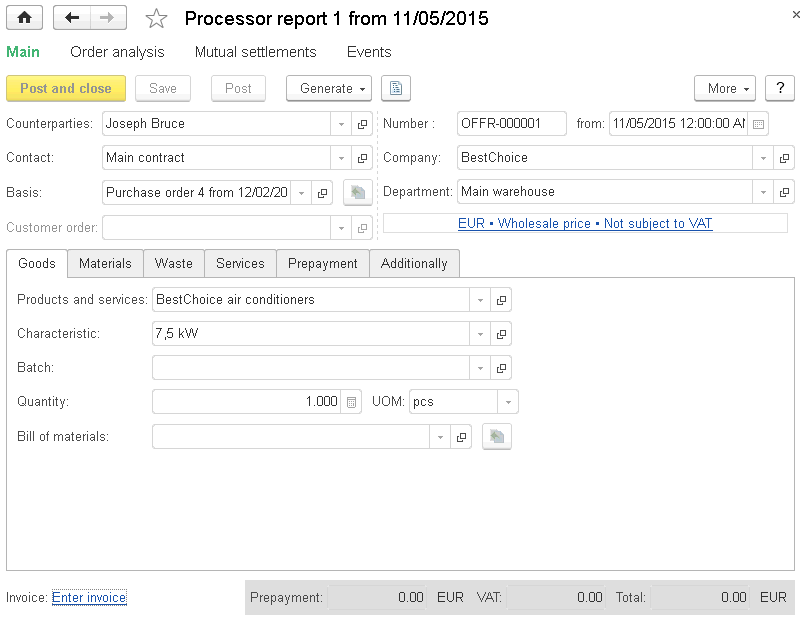 Processor report 1 from 11/05/2015
Main Order analysis Mutual settlements Events
Post and close Save Post Generate More ?
Counterparties: Joseph Bruce Number : OFFR-000001 from: 11/05/2015 12:00:00 AM
Contact: Main contract Company: BestChoice
Basis: Purchase order 4 from 12/02/20 Department: Main warehouse
Customer order: EUR • Wholesale price • Not subject to VAT
Goods Materials Waste Services Prepayment Additionally
Products and services: BestChoice air conditioners
Characteristic: 7,5 kW
Batch:
Quantity: 1.000 UOM: pcs
Bill of materials:
Invoice: Enter invoice Prepayment: 0.00 EUR VAT: 0.00 Total: 0.00 EUR